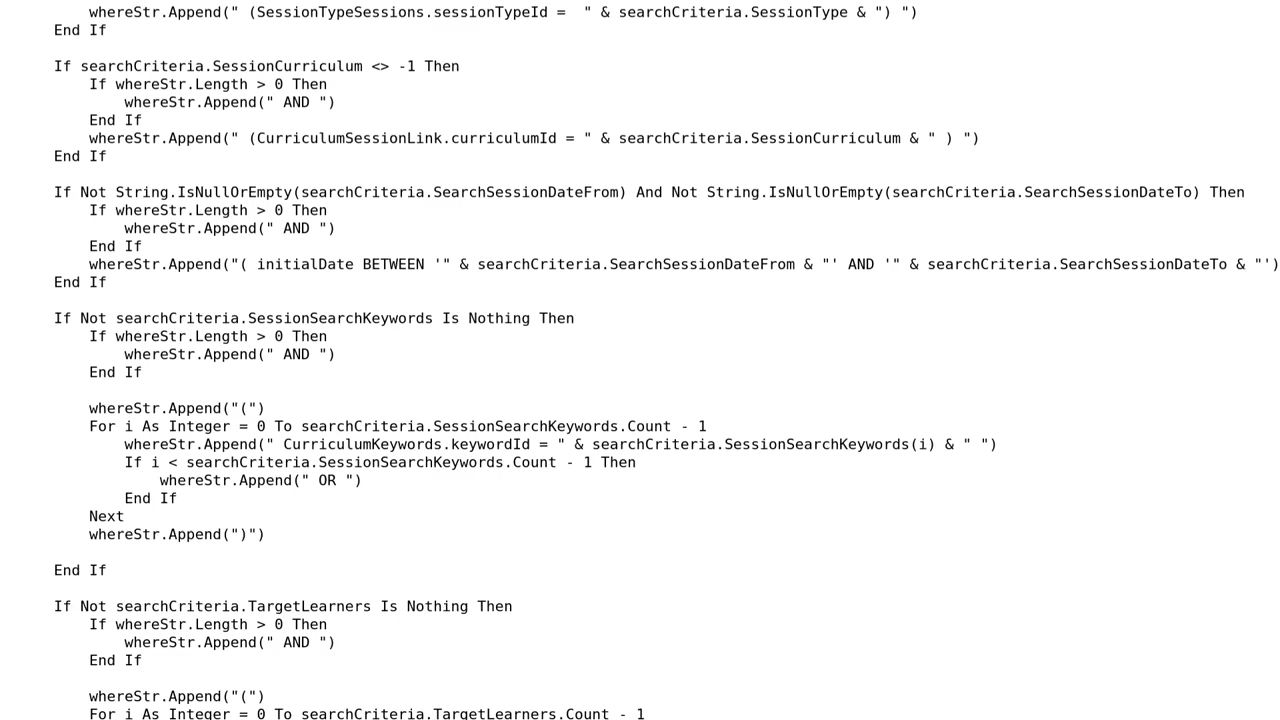 whereStr.Append(" (SessionTypeSessions.sessionTypeId =  " & searchCriteria.SessionType & ") ")
End If
If searchCriteria.SessionCurriculum <> -1 Then
If whereStr.Length > 0 Then
whereStr.Append(" AND ")
End If
whereStr.Append(" (CurriculumSessionLink.curriculumId = " & searchCriteria.SessionCurriculum & " ) ")
End If
If Not String.IsNullOrEmpty(searchCriteria.SearchSessionDateFrom) And Not String.IsNullOrEmpty(searchCriteria.SearchSessionDateTo) Then
If whereStr.Length > 0 Then
whereStr.Append(" AND ")
End If
whereStr.Append("( initialDate BETWEEN '" & searchCriteria.SearchSessionDateFrom & "' AND '" & searchCriteria.SearchSessionDateTo & "')
End If
If Not searchCriteria.SessionSearchKeywords Is Nothing Then
If whereStr.Length > 0 Then
whereStr.Append(" AND ")
End If
whereStr.Append("(")
For i As Integer = 0 To searchCriteria.SessionSearchKeywords.Count - 1
whereStr.Append(" CurriculumKeywords.keywordId = " & searchCriteria.SessionSearchKeywords(i) & " ")
If i < searchCriteria.SessionSearchKeywords.Count - 1 Then
whereStr.Append(" OR ")
End If
Next
whereStr.Append(")")
End If
If Not searchCriteria.TargetLearners Is Nothing Then
If whereStr.Length > 0 Then
whereStr.Append(" AND ")
End If
whereStr.Append("(")
For i As Integer = 0 To searchCriteria.TargetLearners.Count - 1